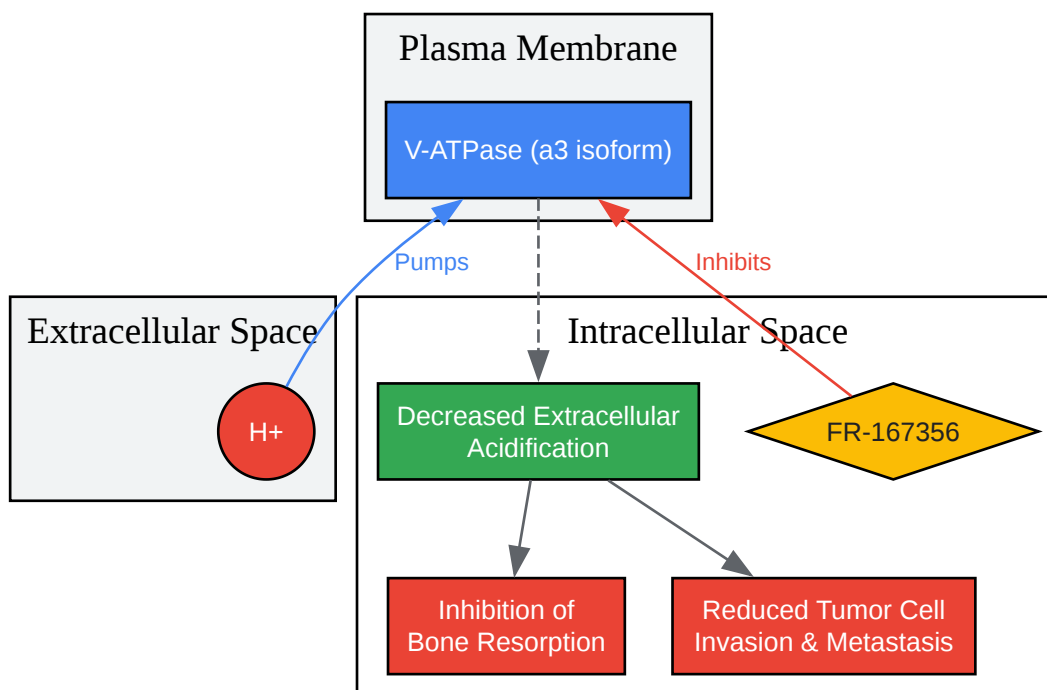 Plasma Membrane
V-ATPase (a3 isoform)
Pumps
Inhibits
Extracellular Space
Intracellular Space
H+
Decreased Extracellular
Acidification
FR-167356
Inhibition of
Bone Resorption
Reduced Tumor Cell
Invasion & Metastasis